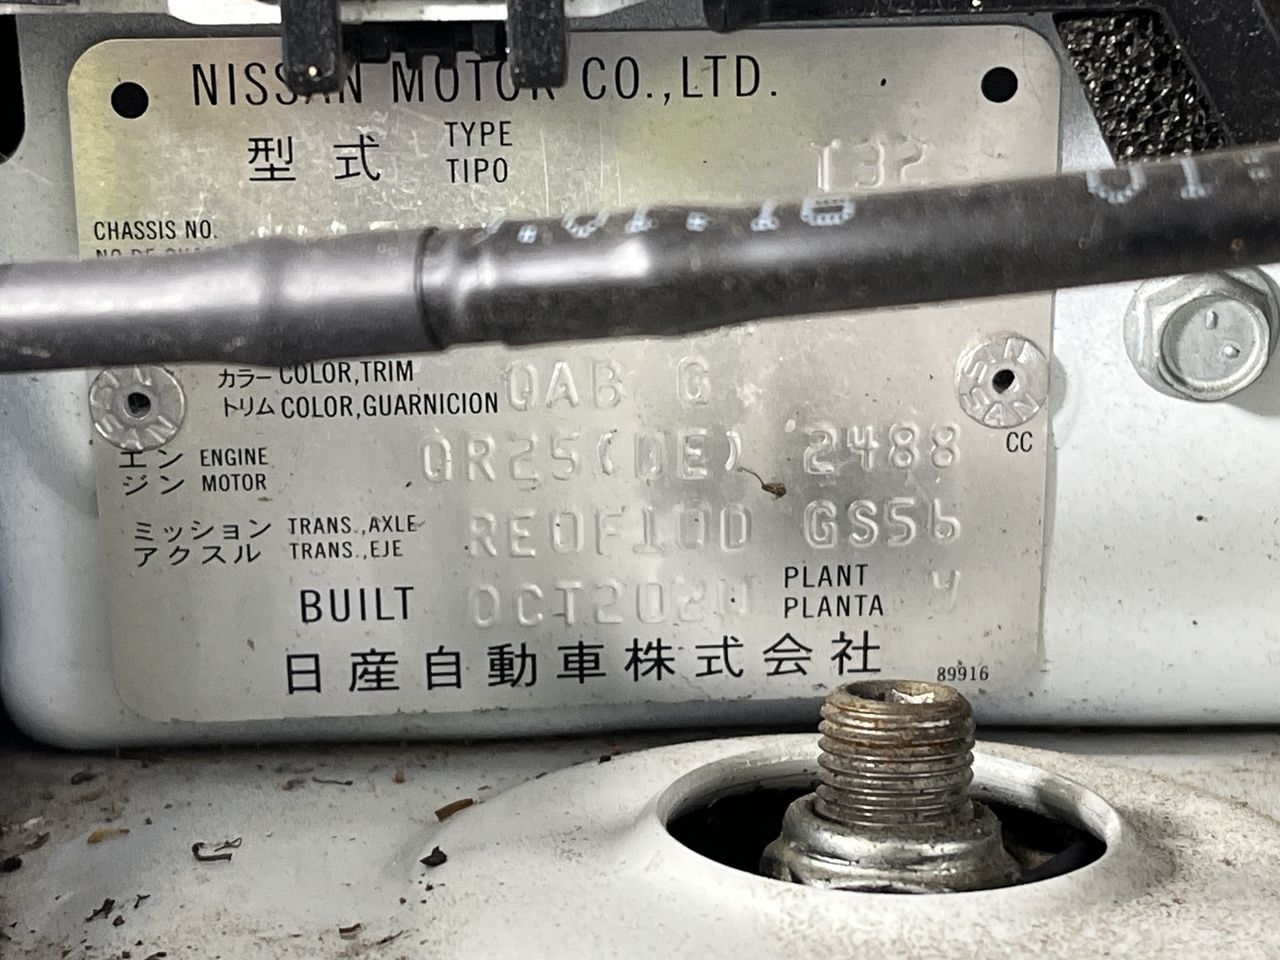 NISSAN MOTOR CO.,LTD.
型式 TYPE TIPO T32
CHASSIS NO.
カラー COLOR,TRIM
トリム COLOR,GUARNICION QAB G
エンジン ENGINE MOTOR QR25(DE) 2488 CC
ミッション TRANS.,AXLE
アクスル TRANS.,EJE RE0F10D GS56
BUILT OCT2020 PLANT PLANTA
日産自動車株式会社 89916